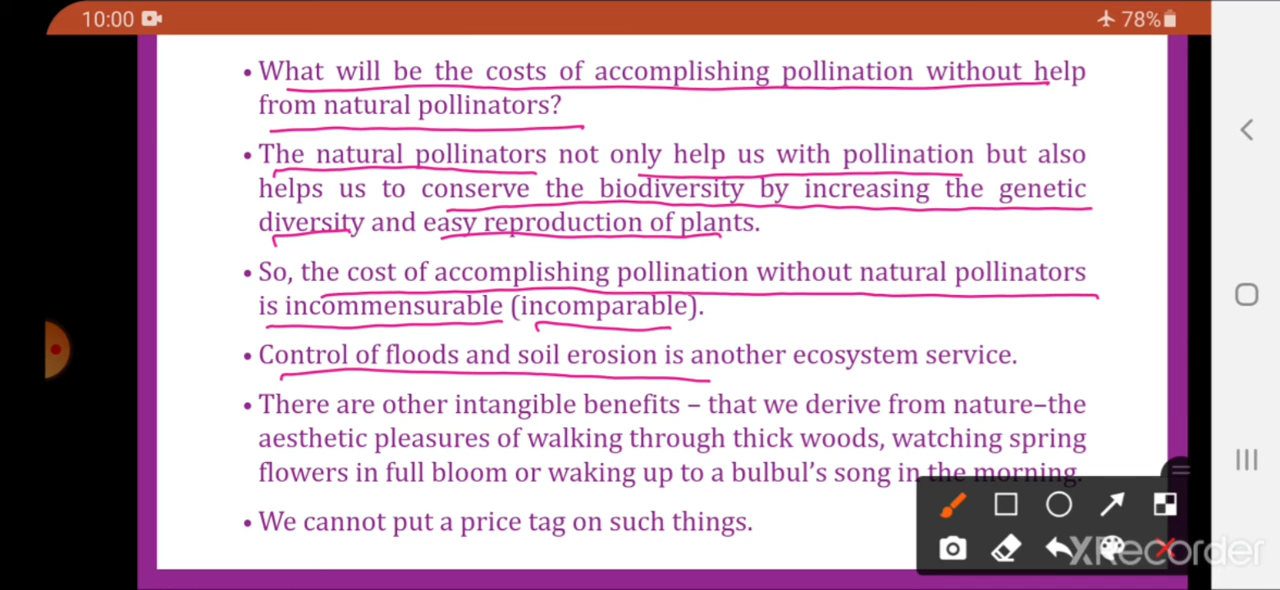 10:00
78%
• What will be the costs of accomplishing pollination without help
from natural pollinators?
• The natural pollinators not only help us with pollination but also
helps us to conserve the biodiversity by increasing the genetic
diversity and easy reproduction of plants.
• So, the cost of accomplishing pollination without natural pollinators
is incommensurable (incomparable).
• Control of floods and soil erosion is another ecosystem service.
• There are other intangible benefits – that we derive from nature–the
aesthetic pleasures of walking through thick woods, watching spring
flowers in full bloom or waking up to a bulbul's song in the morning.
• We cannot put a price tag on such things.
XRecorder